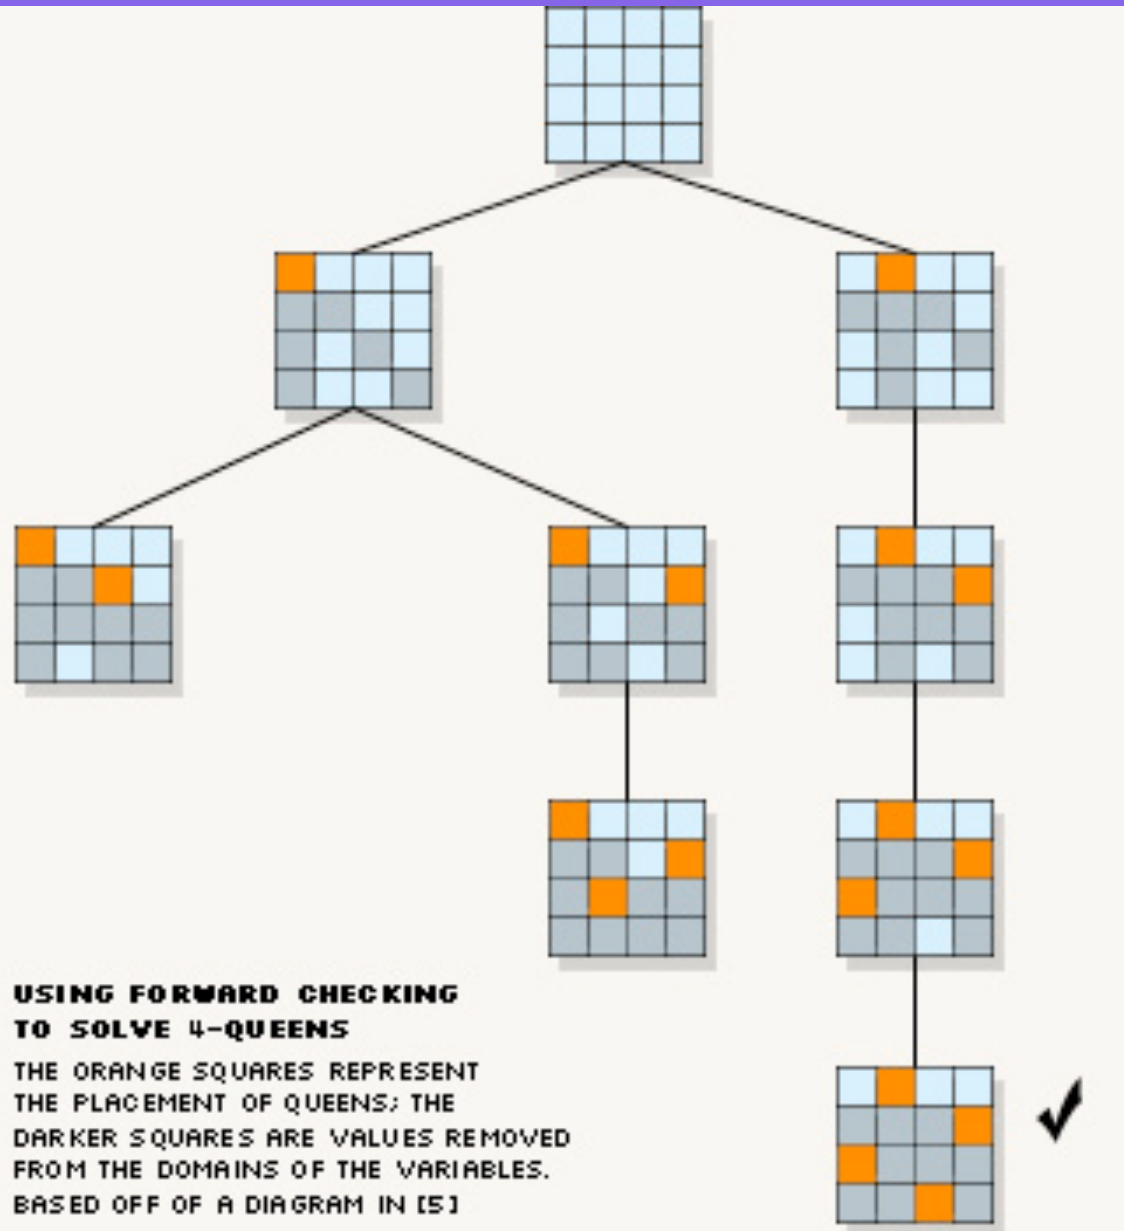 USING FORWARD CHECKING
TO SOLVE 4-QUEENS
THE ORANGE SQUARES REPRESENT
THE PLACEMENT OF QUEENS; THE
DARKER SQUARES ARE VALUES REMOVED
FROM THE DOMAINS OF THE VARIABLES.
BASED OFF OF A DIAGRAM IN [5]